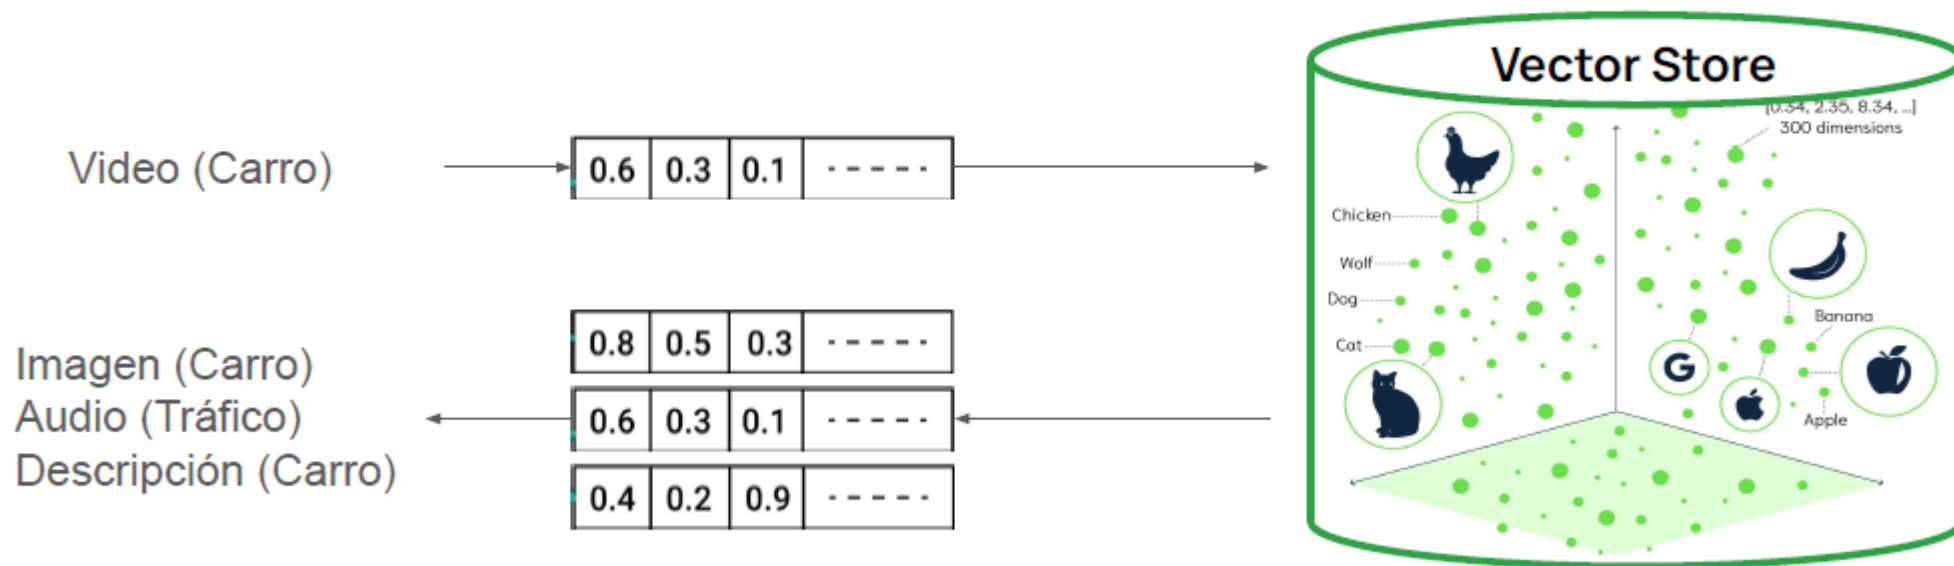 Vector Store
[0.34, 2.35, 8.34, ...]
300 dimensions
Video (Carro)
0.6 0.3 0.1 -----
Chicken
Wolf
Dog
Cat
Banana
G
Apple
Imagen (Carro)
Audio (Tráfico)
Descripción (Carro)
0.8 0.5 0.3 -----
0.6 0.3 0.1 -----
0.4 0.2 0.9 -----